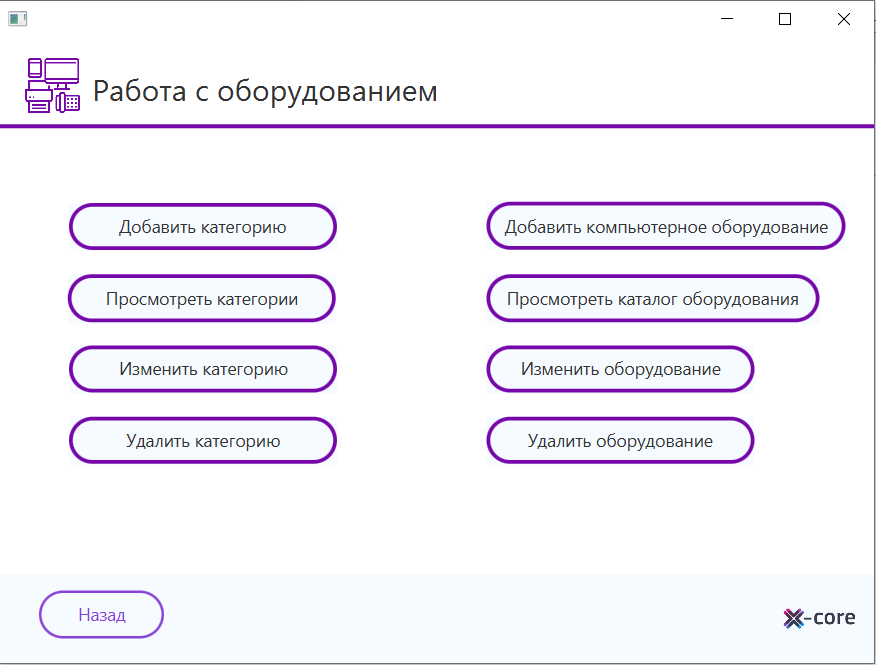 Работа с оборудованием
Добавить категорию
Добавить компьютерное оборудование
Просмотреть категории
Просмотреть каталог оборудования
Изменить категорию
Изменить оборудование
Удалить категорию
Удалить оборудование
Назад
X-core